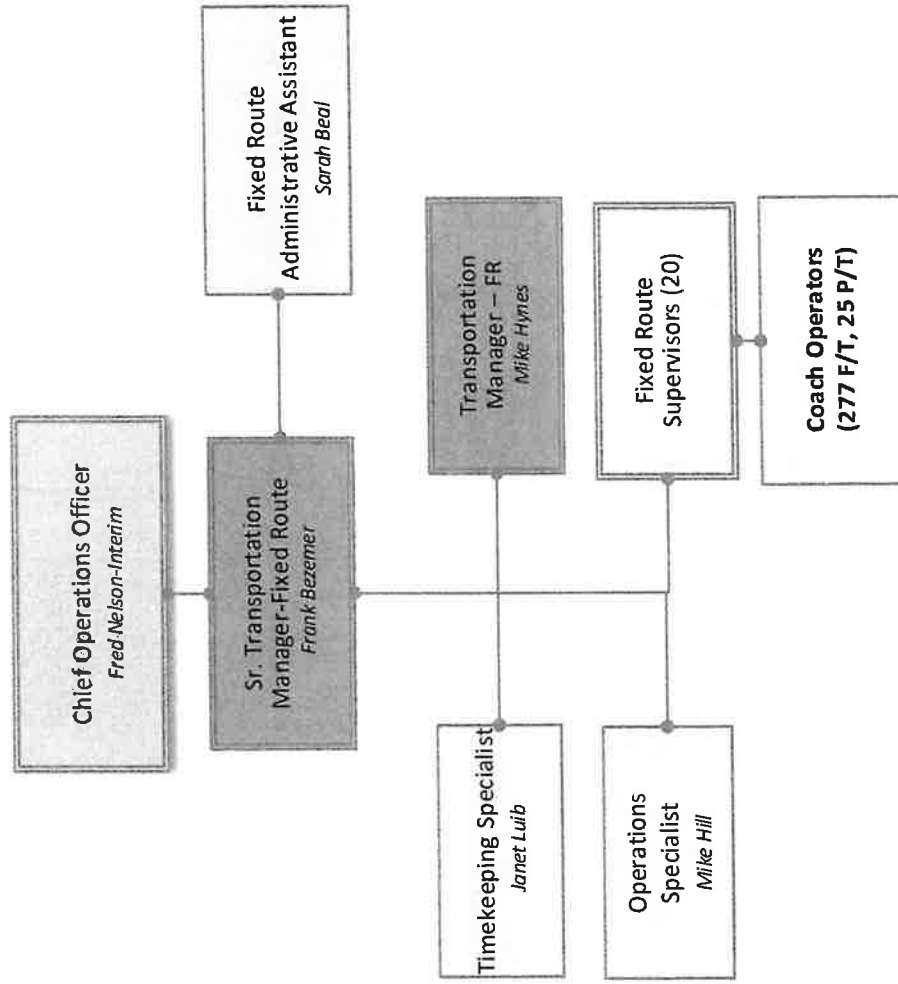 Chief Operations Officer
Fred Nelson-Interim
Sr. Transportation
Manager-Fixed Route
Frank Bezemer
Fixed Route
Administrative Assistant
Sarah Beal
Timekeeping Specialist
Janet Luib
Transportation
Manager – FR
Mike Hynes
Operations
Specialist
Mike Hill
Fixed Route
Supervisors (20)
Coach Operators
(277 F/T, 25 P/T)